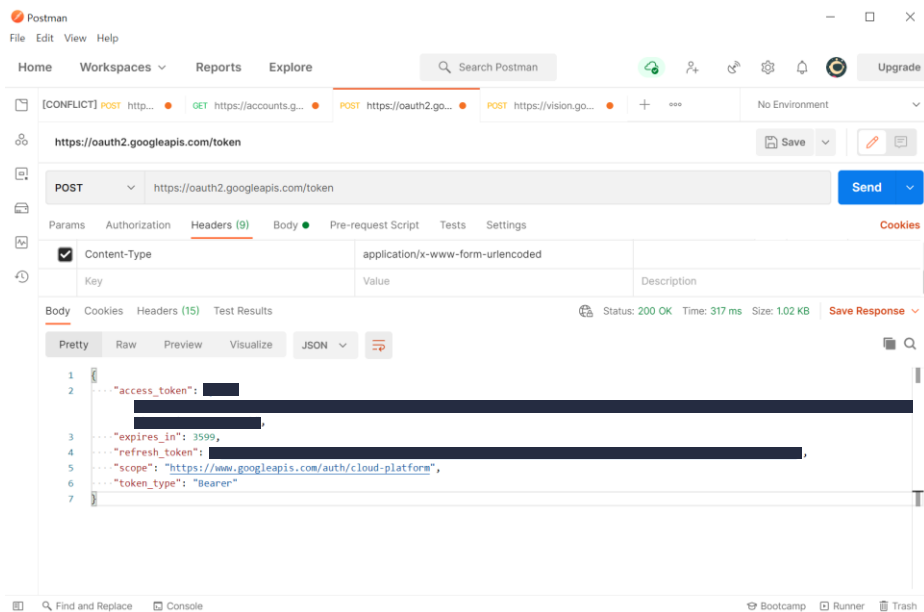 Postman
File Edit View Help
Home Workspaces Reports Explore Search Postman Upgrade
[CONFLICT] POST http... GET https://accounts.g... POST https://oauth2.go... POST https://vision.go... No Environment
https://oauth2.googleapis.com/token Save
POST https://oauth2.googleapis.com/token Send
Params Authorization Headers (9) Body Pre-request Script Tests Settings Cookies
Content-Type application/x-www-form-urlencoded
Key Value Description
Body Cookies Headers (15) Test Results Status: 200 OK Time: 317 ms Size: 1.02 KB Save Response
Pretty Raw Preview Visualize JSON
1 {
2 "access_token":
,
3 "expires_in": 3599,
4 "refresh_token": ,
5 "scope": "https://www.googleapis.com/auth/cloud-platform",
6 "token_type": "Bearer"
7 }
Find and Replace Console Bootcamp Runner Trash